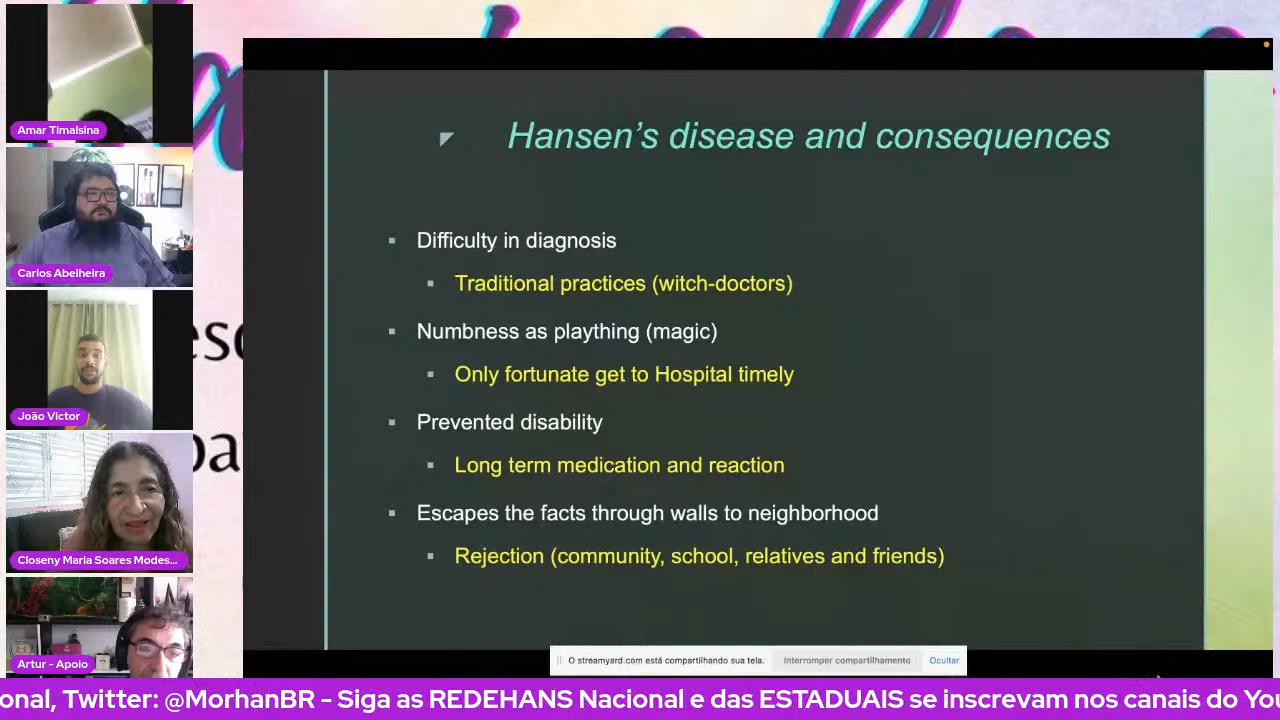 Amar Timalsina
Carlos Abelheira
João Victor
Closeny Maria Soares Modes...
Artur - Apoio
Hansen's disease and consequences
Difficulty in diagnosis
Traditional practices (witch-doctors)
Numbness as plaything (magic)
Only fortunate get to Hospital timely
Prevented disability
Long term medication and reaction
Escapes the facts through walls to neighborhood
Rejection (community, school, relatives and friends)
O streamyard.com está compartilhando sua tela.
Interromper compartilhamento
Ocultar
onal, Twitter: @MorhanBR - Siga as REDEHANS Nacional e das ESTADUAIS se inscrevam nos canais do You